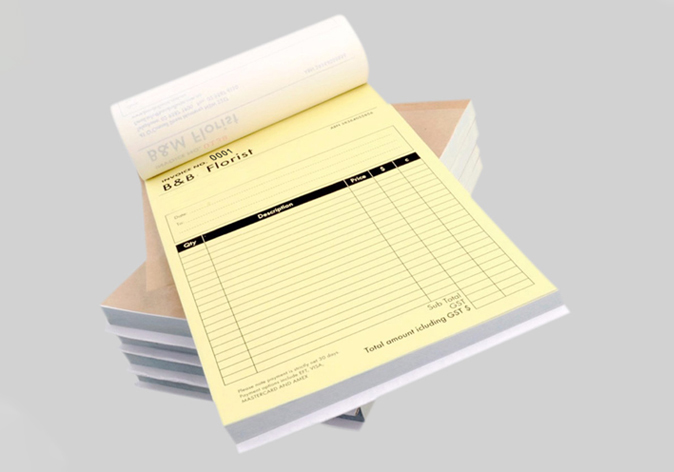 B&M Florist
INVOICE NO. 0001
B&B Florist
Date
To
Qty Description Price $ c
Sub Total
GST
Total amount icluding GST $
Please note payment is strictly net 30 days
Payment options include EFT, VISA,
MASTERCARD AND AMEX